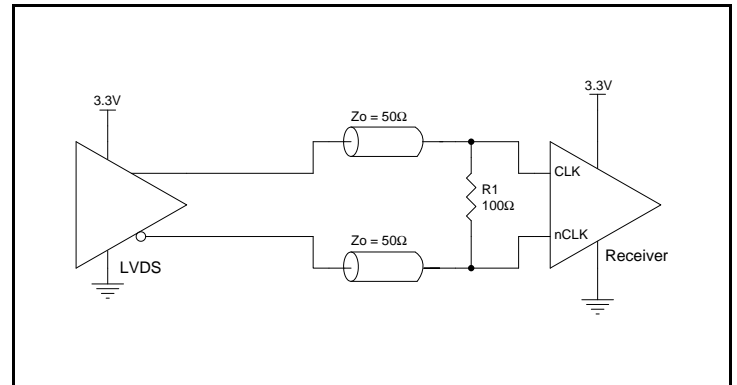 3.3V
3.3V
Zo = 50Ω
CLK
R1
100Ω
nCLK
Zo = 50Ω
LVDS
Receiver